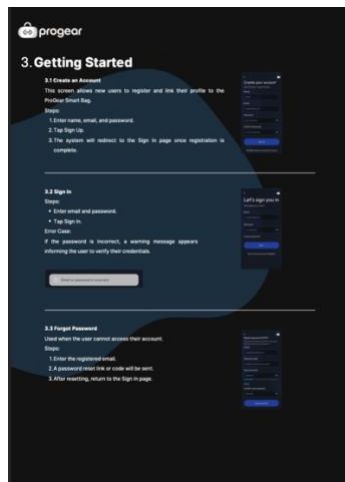 progear
3. Getting Started
3.1 Create an Account
This screen allows new users to register and link their profile to the
ProGear Smart Bag.
Steps:
1. Enter name, email, and password.
2. Tap Sign Up.
3. The system will redirect to the Sign In page once registration is
complete.
Create your account
3.2 Sign In
Steps:
• Enter email and password.
• Tap Sign In.
Error Case:
If the password is incorrect, a warning message appears
informing the user to verify their credentials.
Let's sign you in
3.3 Forgot Password
Used when the user cannot access their account.
Steps:
1. Enter the registered email.
2. A password reset link or code will be sent.
3. After resetting, return to the Sign In page.